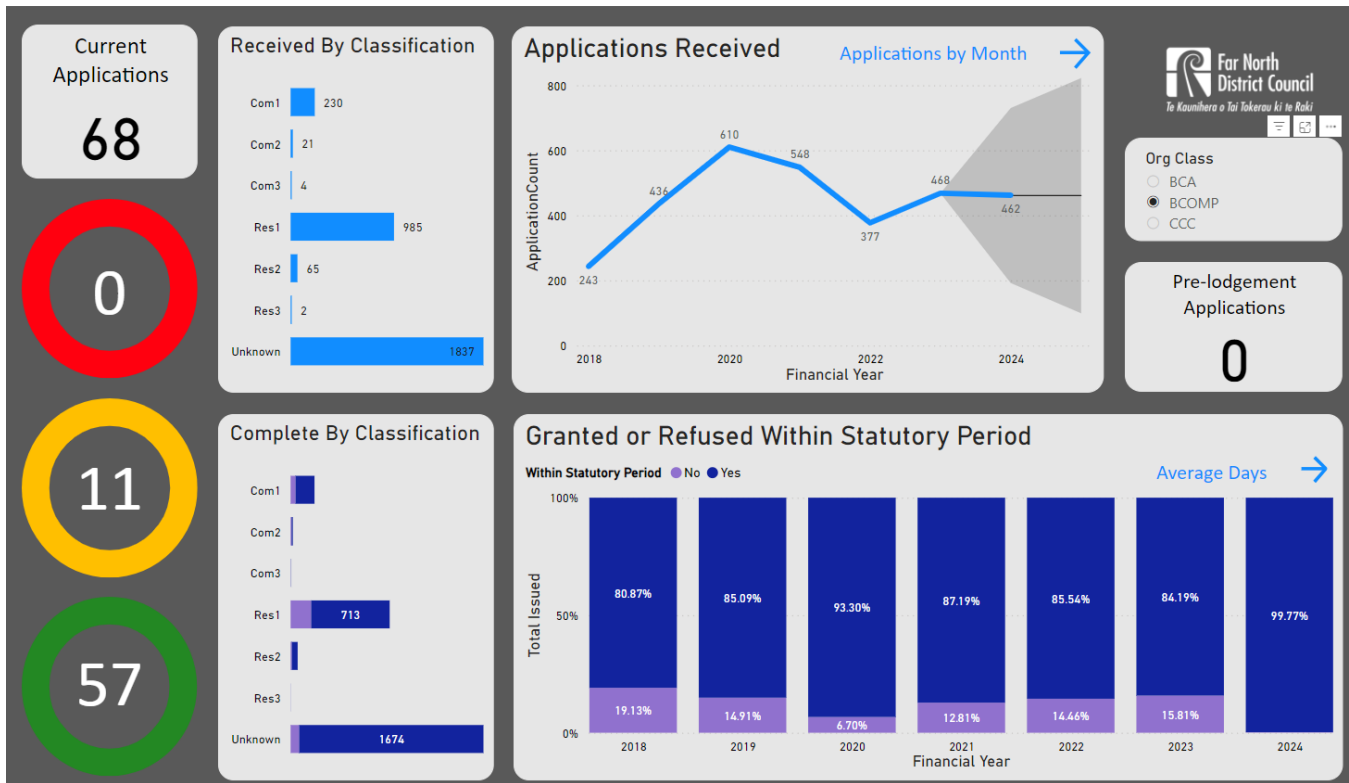 Current
Applications
68
0
11
57
Received By Classification
Com1 230
Com2 21
Com3 4
Res1 985
Res2 65
Res3 2
Unknown 1837
Applications Received
Applications by Month
ApplicationCount
800
600
400
200
0
243
436
610
548
377
468
462
2018 2020 2022 2024
Financial Year
Far North
District Council
Te Kaunihera o Tai Tokerau ki te Raki
Org Class
BCA
BCOMP
CCC
Pre-lodgement
Applications
0
Complete By Classification
Com1
Com2
Com3
Res1 713
Res2
Res3
Unknown 1674
Granted or Refused Within Statutory Period
Within Statutory Period No Yes
Average Days
Total Issued
100%
50%
0%
80.87% 85.09% 93.30% 87.19% 85.54% 84.19% 99.77%
19.13% 14.91% 6.70% 12.81% 14.46% 15.81%
2018 2019 2020 2021 2022 2023 2024
Financial Year